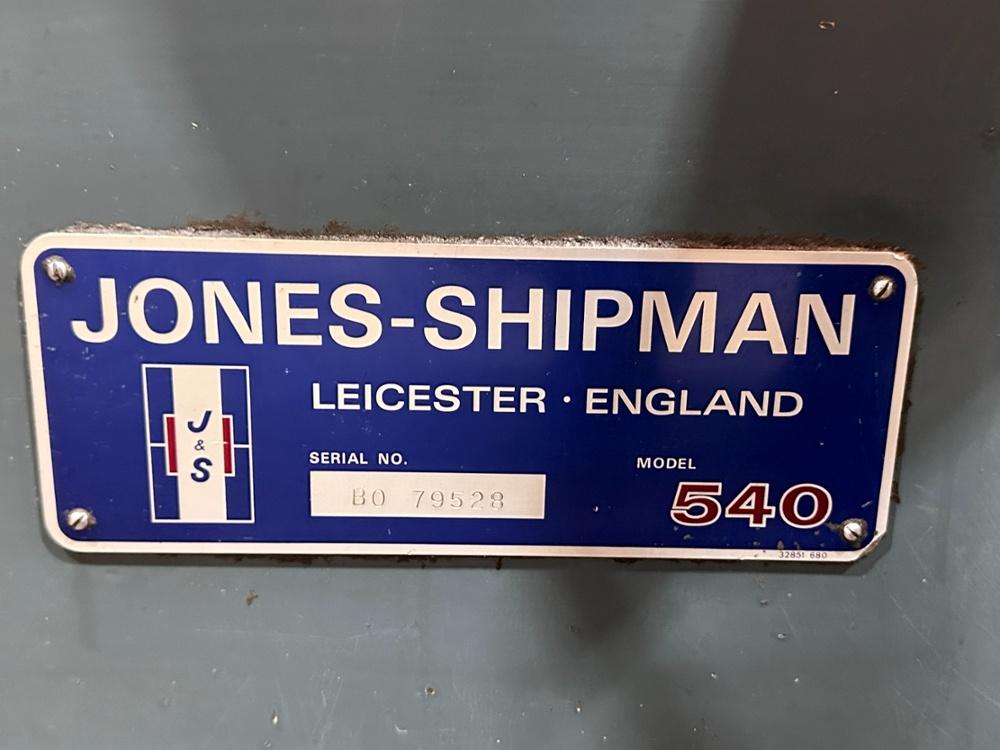 JONES-SHIPMAN
LEICESTER · ENGLAND
J
&
S
SERIAL NO.
BO 79528
MODEL
540
32851 680